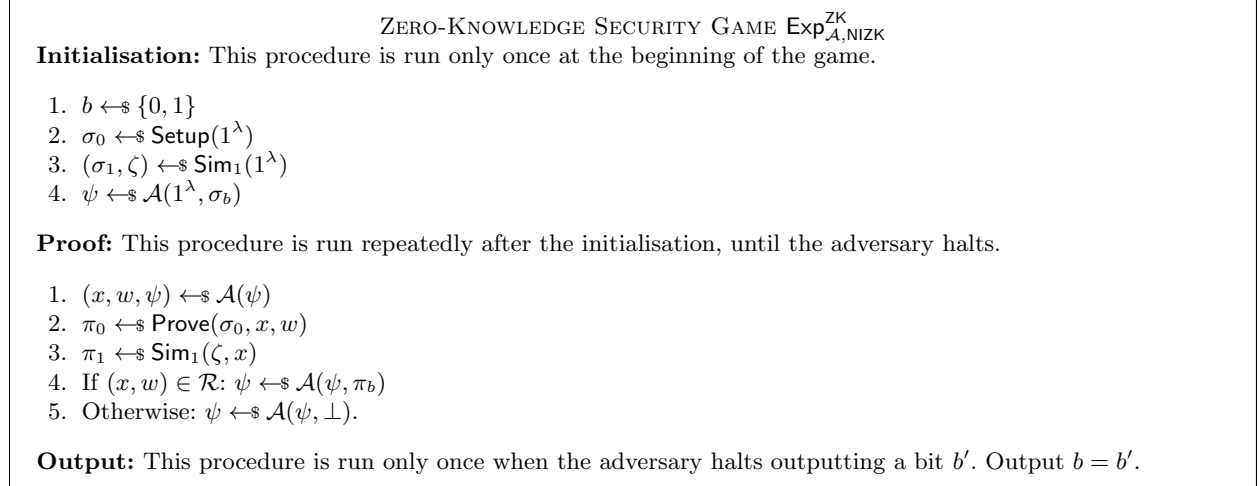 Zero-Knowledge Security Game Exp^{ZK}_{𝒜,NIZK}
Initialisation: This procedure is run only once at the beginning of the game.
1. b ←$ {0, 1}
2. σ₀ ←$ Setup(1^λ)
3. (σ₁, ζ) ←$ Sim₁(1^λ)
4. ψ ←$ 𝒜(1^λ, σ_b)
Proof: This procedure is run repeatedly after the initialisation, until the adversary halts.
1. (x, w, ψ) ←$ 𝒜(ψ)
2. π₀ ←$ Prove(σ₀, x, w)
3. π₁ ←$ Sim₁(ζ, x)
4. If (x, w) ∈ ℛ: ψ ←$ 𝒜(ψ, π_b)
5. Otherwise: ψ ←$ 𝒜(ψ, ⊥).
Output: This procedure is run only once when the adversary halts outputting a bit b′. Output b = b′.